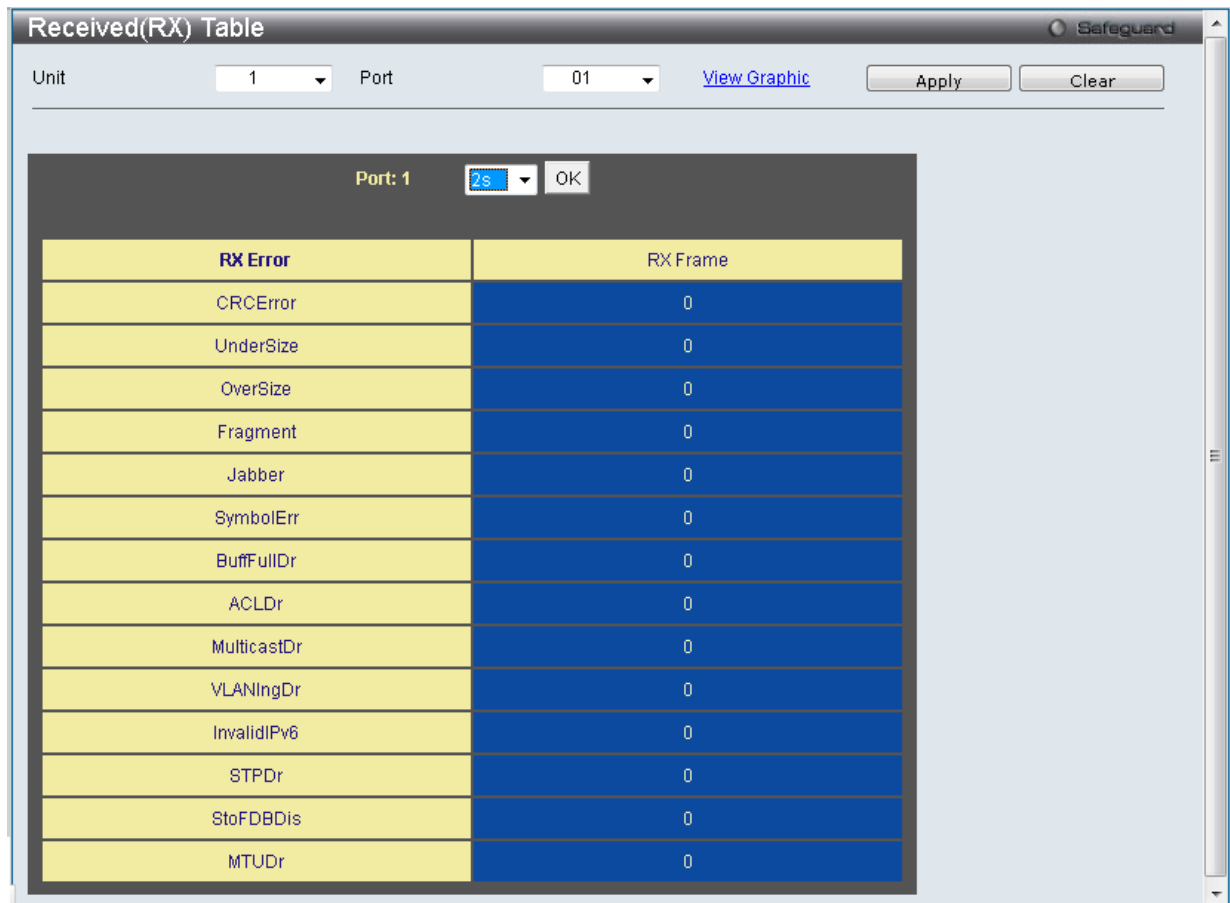 Received(RX) Table Safeguard
Unit 1 Port 01 View Graphic Apply Clear
Port: 1 2s OK
RX Error RX Frame
CRCError 0
UnderSize 0
OverSize 0
Fragment 0
Jabber 0
SymbolErr 0
BuffFullDr 0
ACLDr 0
MulticastDr 0
VLANIngDr 0
InvalidIPv6 0
STPDr 0
StoFDBDis 0
MTUDr 0